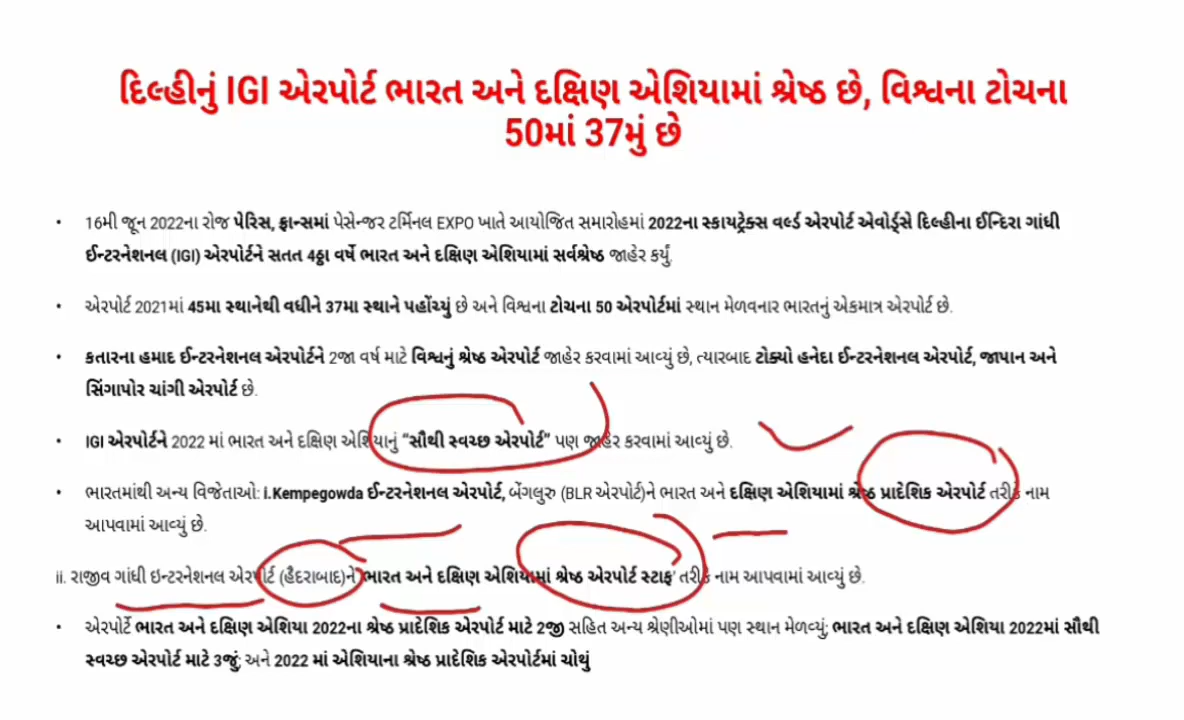 દિલ્હીનું IGI એરપોર્ટ ભારત અને દક્ષિણ એશિયામાં શ્રેષ્ઠ છે, વિશ્વના ટોચના
50માં 37મું છે
• 16મી જૂન 2022ના રોજ પેરિસ, ફ્રાન્સમાં પેસેન્જર ટર્મિનલ EXPO ખાતે આયોજિત સમારોહમાં 2022ના સ્કાયટ્રેક્સ વર્લ્ડ એરપોર્ટ એવોર્ડ્સે દિલ્હીના ઈન્દિરા ગાંધી
ઈન્ટરનેશનલ (IGI) એરપોર્ટને સતત 4ઠ્ઠા વર્ષે ભારત અને દક્ષિણ એશિયામાં સર્વશ્રેષ્ઠ જાહેર કર્યું.
• એરપોર્ટ 2021માં 45મા સ્થાનેથી વધીને 37મા સ્થાને પહોંચ્યું છે અને વિશ્વના ટોચના 50 એરપોર્ટમાં સ્થાન મેળવનાર ભારતનું એકમાત્ર એરપોર્ટ છે.
• કતારના હમાદ ઈન્ટરનેશનલ એરપોર્ટને 2જા વર્ષ માટે વિશ્વનું શ્રેષ્ઠ એરપોર્ટ જાહેર કરવામાં આવ્યું છે, ત્યારબાદ ટોક્યો હનેદા ઈન્ટરનેશનલ એરપોર્ટ, જાપાન અને
સિંગાપોર ચાંગી એરપોર્ટ છે.
• IGI એરપોર્ટને 2022 માં ભારત અને દક્ષિણ એશિયાનું "સૌથી સ્વચ્છ એરપોર્ટ" પણ જાહેર કરવામાં આવ્યું છે.
• ભારતમાંથી અન્ય વિજેતાઓ: i.Kempegowda ઈન્ટરનેશનલ એરપોર્ટ, બેંગલુરુ (BLR એરપોર્ટ)ને ભારત અને દક્ષિણ એશિયામાં શ્રેષ્ઠ પ્રાદેશિક એરપોર્ટ તરીકે નામ
આપવામાં આવ્યું છે.
ii. રાજીવ ગાંધી ઇન્ટરનેશનલ એરપોર્ટ (હૈદરાબાદ)ને 'ભારત અને દક્ષિણ એશિયામાં શ્રેષ્ઠ એરપોર્ટ સ્ટાફ' તરીકે નામ આપવામાં આવ્યું છે.
• એરપોર્ટે ભારત અને દક્ષિણ એશિયા 2022ના શ્રેષ્ઠ પ્રાદેશિક એરપોર્ટ માટે 2જી સહિત અન્ય શ્રેણીઓમાં પણ સ્થાન મેળવ્યું; ભારત અને દક્ષિણ એશિયા 2022માં સૌથી
સ્વચ્છ એરપોર્ટ માટે 3જું; અને 2022 માં એશિયાના શ્રેષ્ઠ પ્રાદેશિક એરપોર્ટમાં ચોથું